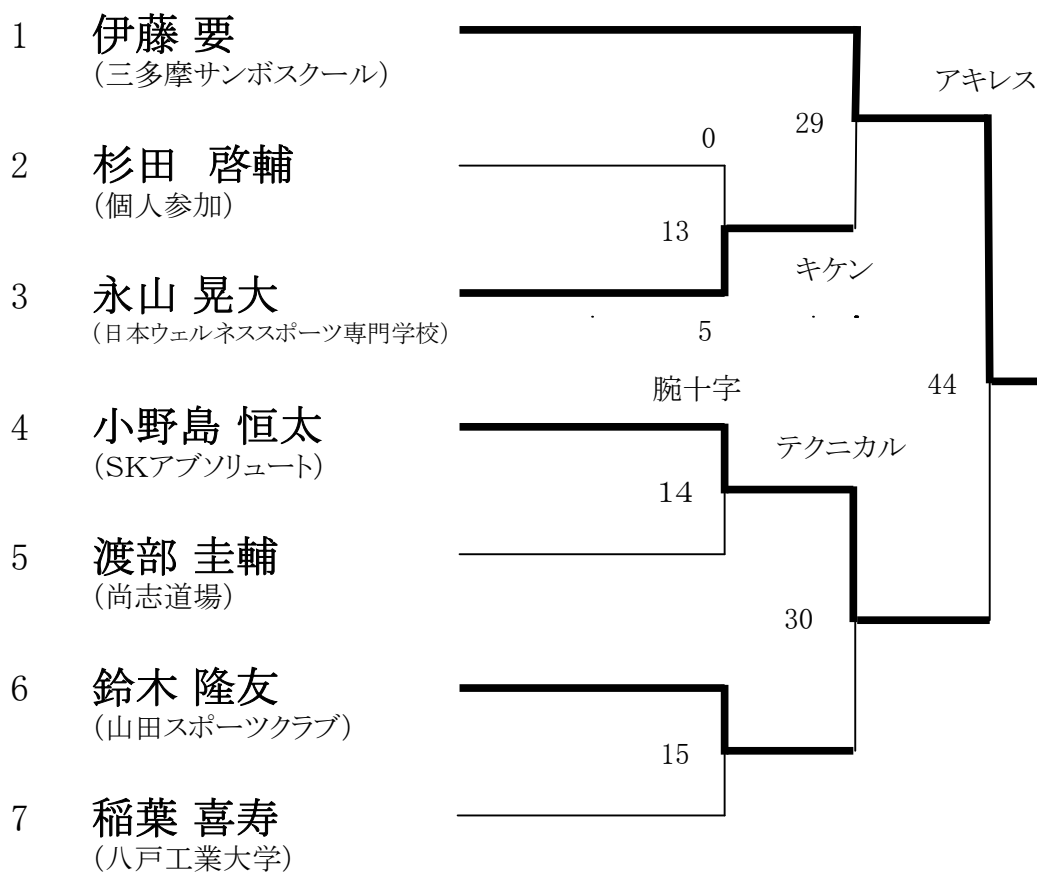 1 伊藤 要
(三多摩サンボスクール)
アキレス
29
0
2 杉田 啓輔
(個人参加)
13
キケン
3 永山 晃大
(日本ウェルネススポーツ専門学校)
5
44
腕十字
4 小野島 恒太
(SKアブソリュート)
テクニカル
14
5 渡部 圭輔
(尚志道場)
30
6 鈴木 隆友
(山田スポーツクラブ)
15
7 稲葉 喜寿
(八戸工業大学)